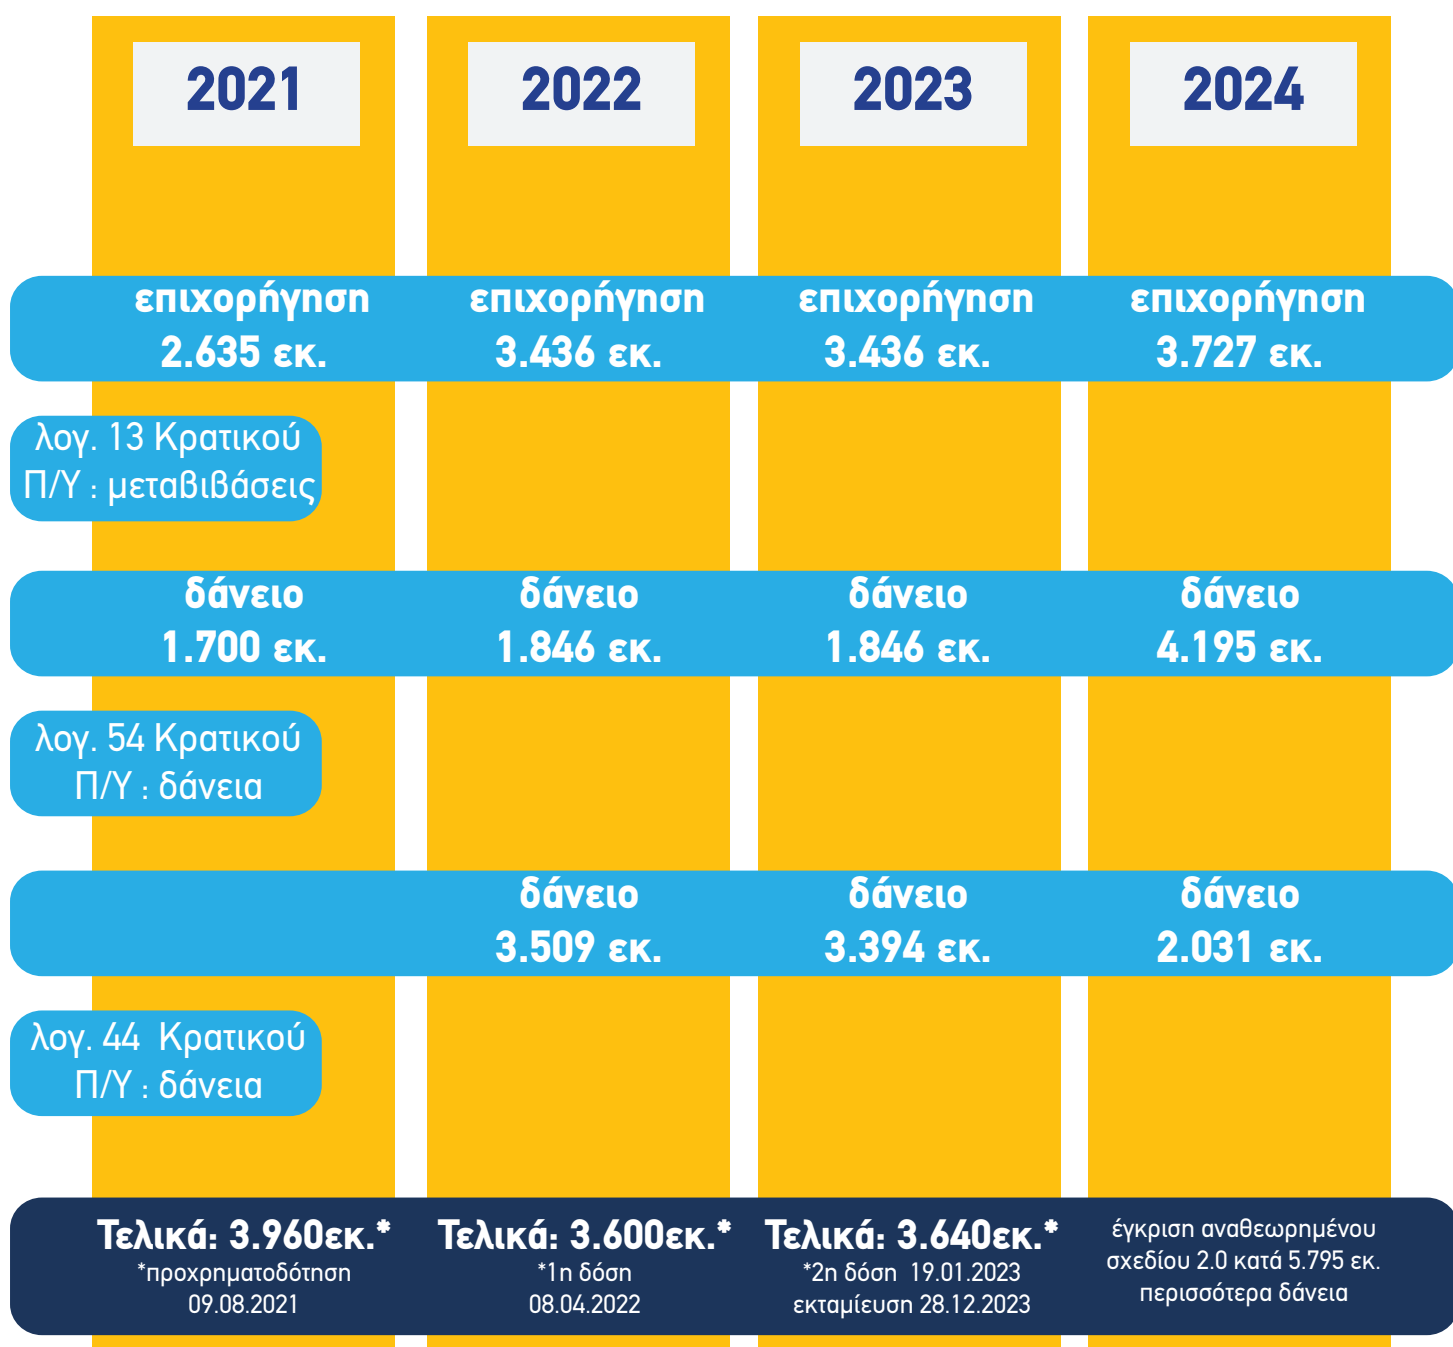 2021 2022 2023 2024
επιχορήγηση επιχορήγηση επιχορήγηση επιχορήγηση
2.635 εκ. 3.436 εκ. 3.436 εκ. 3.727 εκ.
λογ. 13 Κρατικού
Π/Υ : μεταβιβάσεις
δάνειο δάνειο δάνειο δάνειο
1.700 εκ. 1.846 εκ. 1.846 εκ. 4.195 εκ.
λογ. 54 Κρατικού
Π/Υ : δάνεια
δάνειο δάνειο δάνειο
3.509 εκ. 3.394 εκ. 2.031 εκ.
λογ. 44 Κρατικού
Π/Υ : δάνεια
Τελικά: 3.960εκ.*
*προχρηματοδότηση
09.08.2021
Τελικά: 3.600εκ.*
*1η δόση
08.04.2022
Τελικά: 3.640εκ.*
*2η δόση 19.01.2023
εκταμίευση 28.12.2023
έγκριση αναθεωρημένου
σχεδίου 2.0 κατά 5.795 εκ.
περισσότερα δάνεια